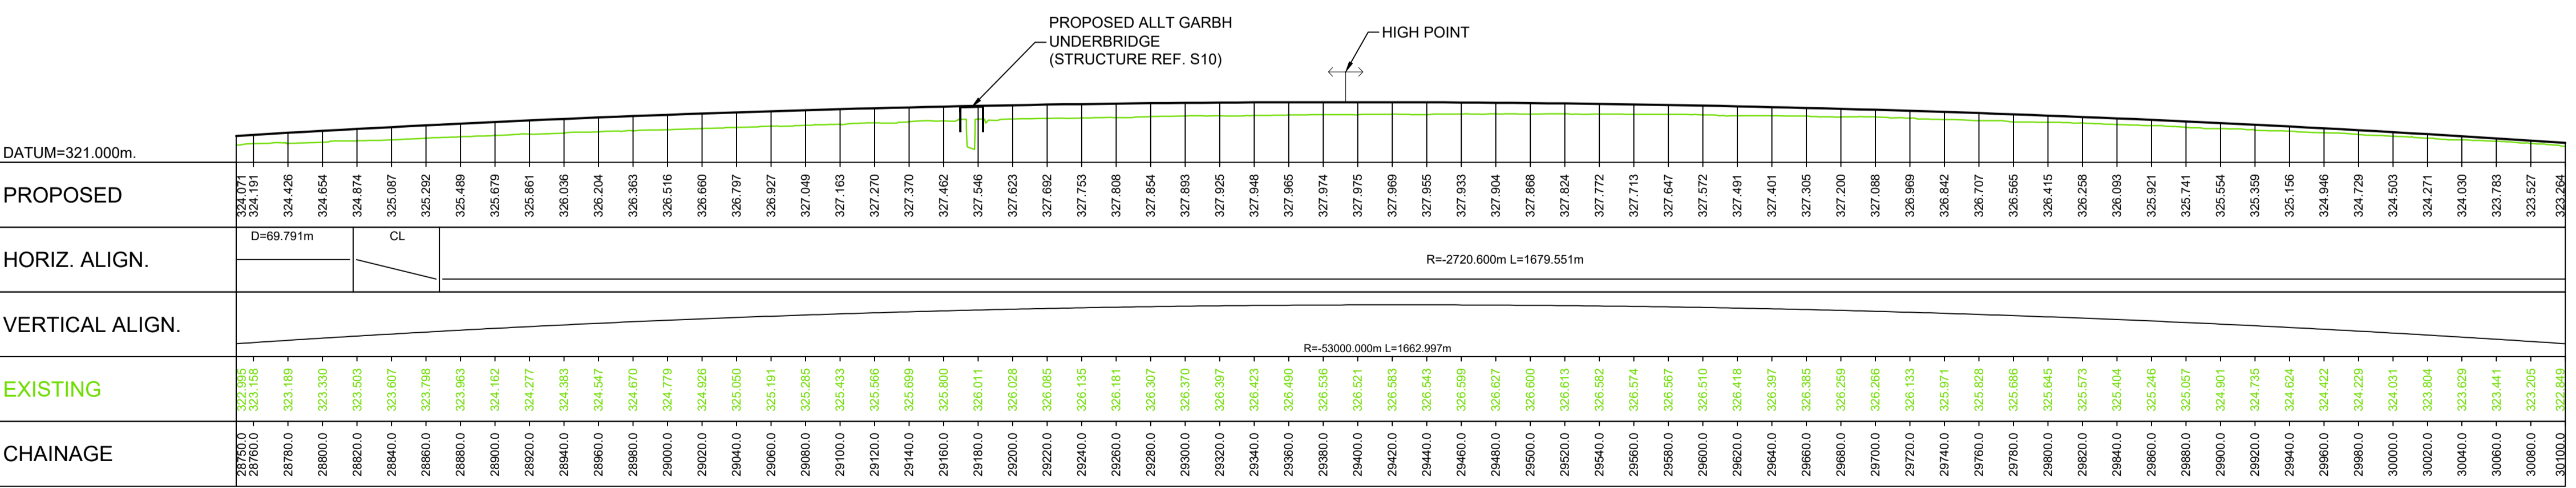 PROPOSED ALLT GARBH
UNDERBRIDGE
(STRUCTURE REF. S10)
HIGH POINT
DATUM=321.000m.
PROPOSED
324.071 324.191 324.426 324.654 324.874 325.087 325.292 325.489 325.679 325.861 326.036 326.204 326.363 326.516 326.660 326.797 326.927 327.049 327.163 327.270 327.370 327.462 327.546 327.623 327.692 327.753 327.808 327.854 327.893 327.925 327.948 327.965 327.974 327.975 327.969 327.955 327.933 327.904 327.868 327.824 327.772 327.713 327.647 327.572 327.491 327.401 327.305 327.200 327.088 326.969 326.842 326.707 326.565 326.415 326.258 326.093 325.921 325.741 325.554 325.359 325.156 324.946 324.729 324.503 324.271 324.030 323.783 323.527 323.264
HORIZ. ALIGN.
D=69.791m
CL
R=-2720.600m L=1679.551m
VERTICAL ALIGN.
R=-53000.000m L=1662.997m
EXISTING
322.995 323.158 323.189 323.330 323.503 323.607 323.798 323.963 324.162 324.277 324.383 324.547 324.670 324.779 324.926 325.050 325.191 325.285 325.433 325.566 325.699 325.800 326.011 326.028 326.085 326.135 326.181 326.307 326.370 326.397 326.423 326.490 326.536 326.521 326.583 326.543 326.599 326.627 326.600 326.613 326.582 326.574 326.567 326.510 326.418 326.397 326.385 326.259 326.266 326.133 325.971 325.828 325.686 325.645 325.573 325.404 325.246 325.057 324.901 324.735 324.624 324.422 324.229 324.031 323.804 323.629 323.441 323.205 322.849
CHAINAGE
28750.0 28760.0 28780.0 28800.0 28820.0 28840.0 28860.0 28880.0 28900.0 28920.0 28940.0 28960.0 28980.0 29000.0 29020.0 29040.0 29060.0 29080.0 29100.0 29120.0 29140.0 29160.0 29180.0 29200.0 29220.0 29240.0 29260.0 29280.0 29300.0 29320.0 29340.0 29360.0 29380.0 29400.0 29420.0 29440.0 29460.0 29480.0 29500.0 29520.0 29540.0 29560.0 29580.0 29600.0 29620.0 29640.0 29660.0 29680.0 29700.0 29720.0 29740.0 29760.0 29780.0 29800.0 29820.0 29840.0 29860.0 29880.0 29900.0 29920.0 29940.0 29960.0 29980.0 30000.0 30020.0 30040.0 30060.0 30080.0 30100.0